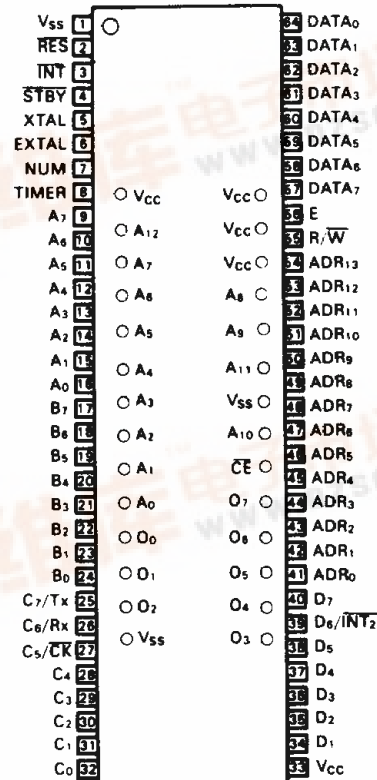 Vss 1 64 DATA₀
R̅E̅S̅ 2 63 DATA₁
I̅N̅T̅ 3 62 DATA₂
S̅T̅B̅Y̅ 4 61 DATA₃
XTAL 5 60 DATA₄
EXTAL 6 59 DATA₅
NUM 7 58 DATA₆
TIMER 8 57 DATA₇
Vcc Vcc
A₇ 9 56 E
A₆ 10 A₁₂ Vcc 55 R/W̅
A₅ 11 A₇ Vcc 54 ADR₁₃
A₄ 12 53 ADR₁₂
A₃ 13 A₆ A₈ 52 ADR₁₁
A₂ 14 A₅ A₉ 51 ADR₁₀
A₁ 15 50 ADR₉
A₀ 16 A₄ A₁₁ 49 ADR₈
B₇ 17 A₃ Vss 48 ADR₇
B₆ 18 A₂ A₁₀ 47 ADR₆
B₅ 19 46 ADR₅
B₄ 20 A₁ C̅E̅ 45 ADR₄
B₃ 21 A₀ O₇ 44 ADR₃
B₂ 22 43 ADR₂
B₁ 23 O₀ O₆ 42 ADR₁
B₀ 24 O₁ O₅ 41 ADR₀
C₇/Tx 25 O₂ O₄ 40 D₇
C₆/Rx 26 39 D₆/I̅N̅T̅₂
C₅/C̅K̅ 27 Vss O₃ 38 D₅
C₄ 28 37 D₄
C₃ 29 36 D₃
C₂ 30 35 D₂
C₁ 31 34 D₁
C₀ 32 33 Vcc